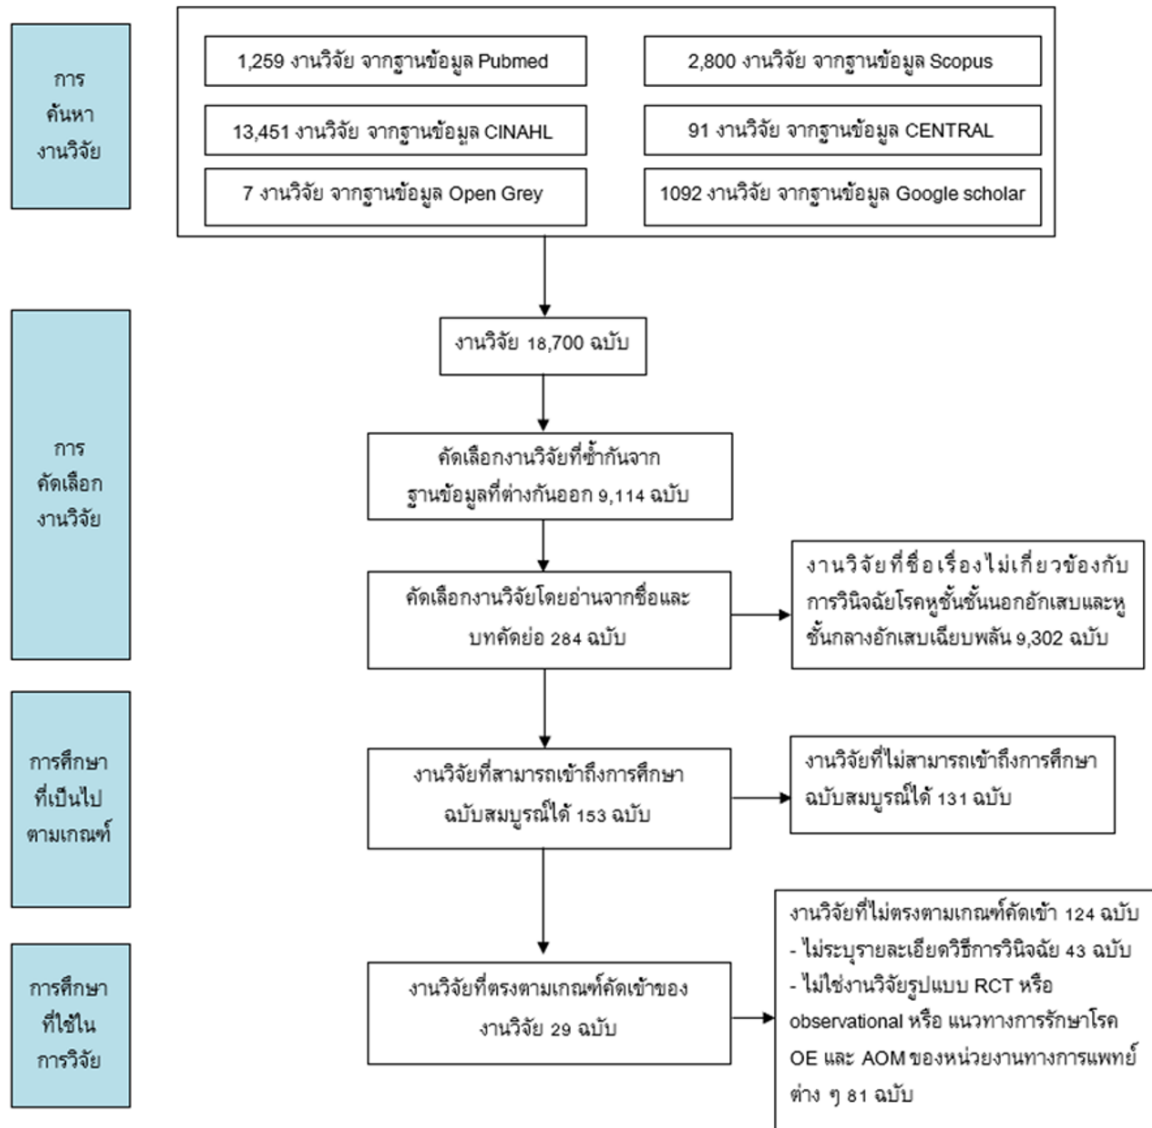 การ
ค้นหา
งานวิจัย
1,259 งานวิจัย จากฐานข้อมูล Pubmed
2,800 งานวิจัย จากฐานข้อมูล Scopus
13,451 งานวิจัย จากฐานข้อมูล CINAHL
91 งานวิจัย จากฐานข้อมูล CENTRAL
7 งานวิจัย จากฐานข้อมูล Open Grey
1092 งานวิจัย จากฐานข้อมูล Google scholar
การ
คัดเลือก
งานวิจัย
งานวิจัย 18,700 ฉบับ
คัดเลือกงานวิจัยที่ซ้ำกันจาก
ฐานข้อมูลที่ต่างกันออก 9,114 ฉบับ
คัดเลือกงานวิจัยโดยอ่านจากชื่อและ
บทคัดย่อ 284 ฉบับ
งานวิจัยที่ชื่อเรื่องไม่เกี่ยวข้องกับ
การวินิจฉัยโรคหูชั้นชั้นนอกอักเสบและหู
ชั้นกลางอักเสบเฉียบพลัน 9,302 ฉบับ
การศึกษา
ที่เป็นไป
ตามเกณฑ์
งานวิจัยที่สามารถเข้าถึงการศึกษา
ฉบับสมบูรณ์ได้ 153 ฉบับ
งานวิจัยที่ไม่สามารถเข้าถึงการศึกษา
ฉบับสมบูรณ์ได้ 131 ฉบับ
การศึกษา
ที่ใช้ใน
การวิจัย
งานวิจัยที่ตรงตามเกณฑ์คัดเข้าของ
งานวิจัย 29 ฉบับ
งานวิจัยที่ไม่ตรงตามเกณฑ์คัดเข้า 124 ฉบับ
- ไม่ระบุรายละเอียดวิธีการวินิจฉัย 43 ฉบับ
- ไม่ใช่งานวิจัยรูปแบบ RCT หรือ
observational หรือ แนวทางการรักษาโรค
OE และ AOM ของหน่วยงานทางการแพทย์
ต่าง ๆ 81 ฉบับ